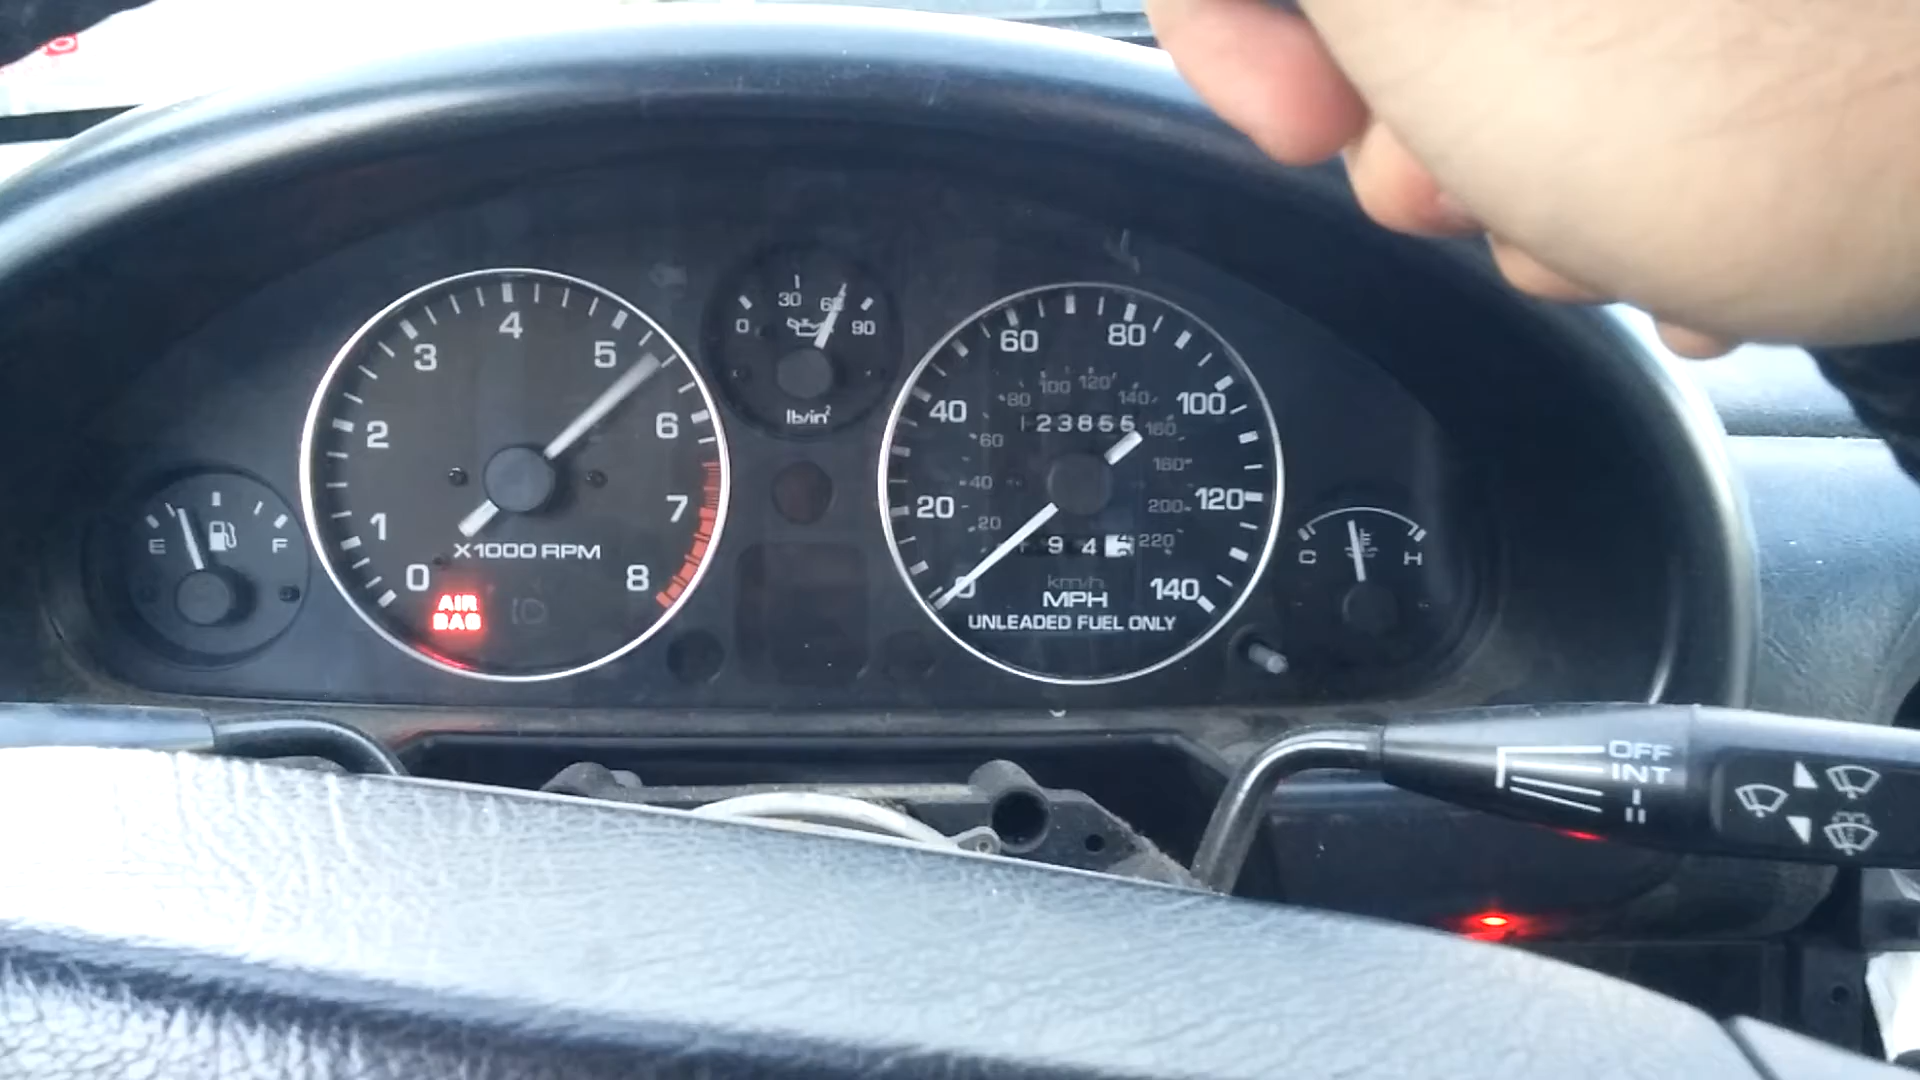 E F
0 1 2 3 4 5 6 7 8
X1000 RPM
AIR
BAG
0 30 60 90
lb/in²
0 20 40 60 80 100 120 140
20 40 60 80 100 120 140 160 180 200 220
123855
94
km/h
MPH
UNLEADED FUEL ONLY
C H
OFF
INT
I
II